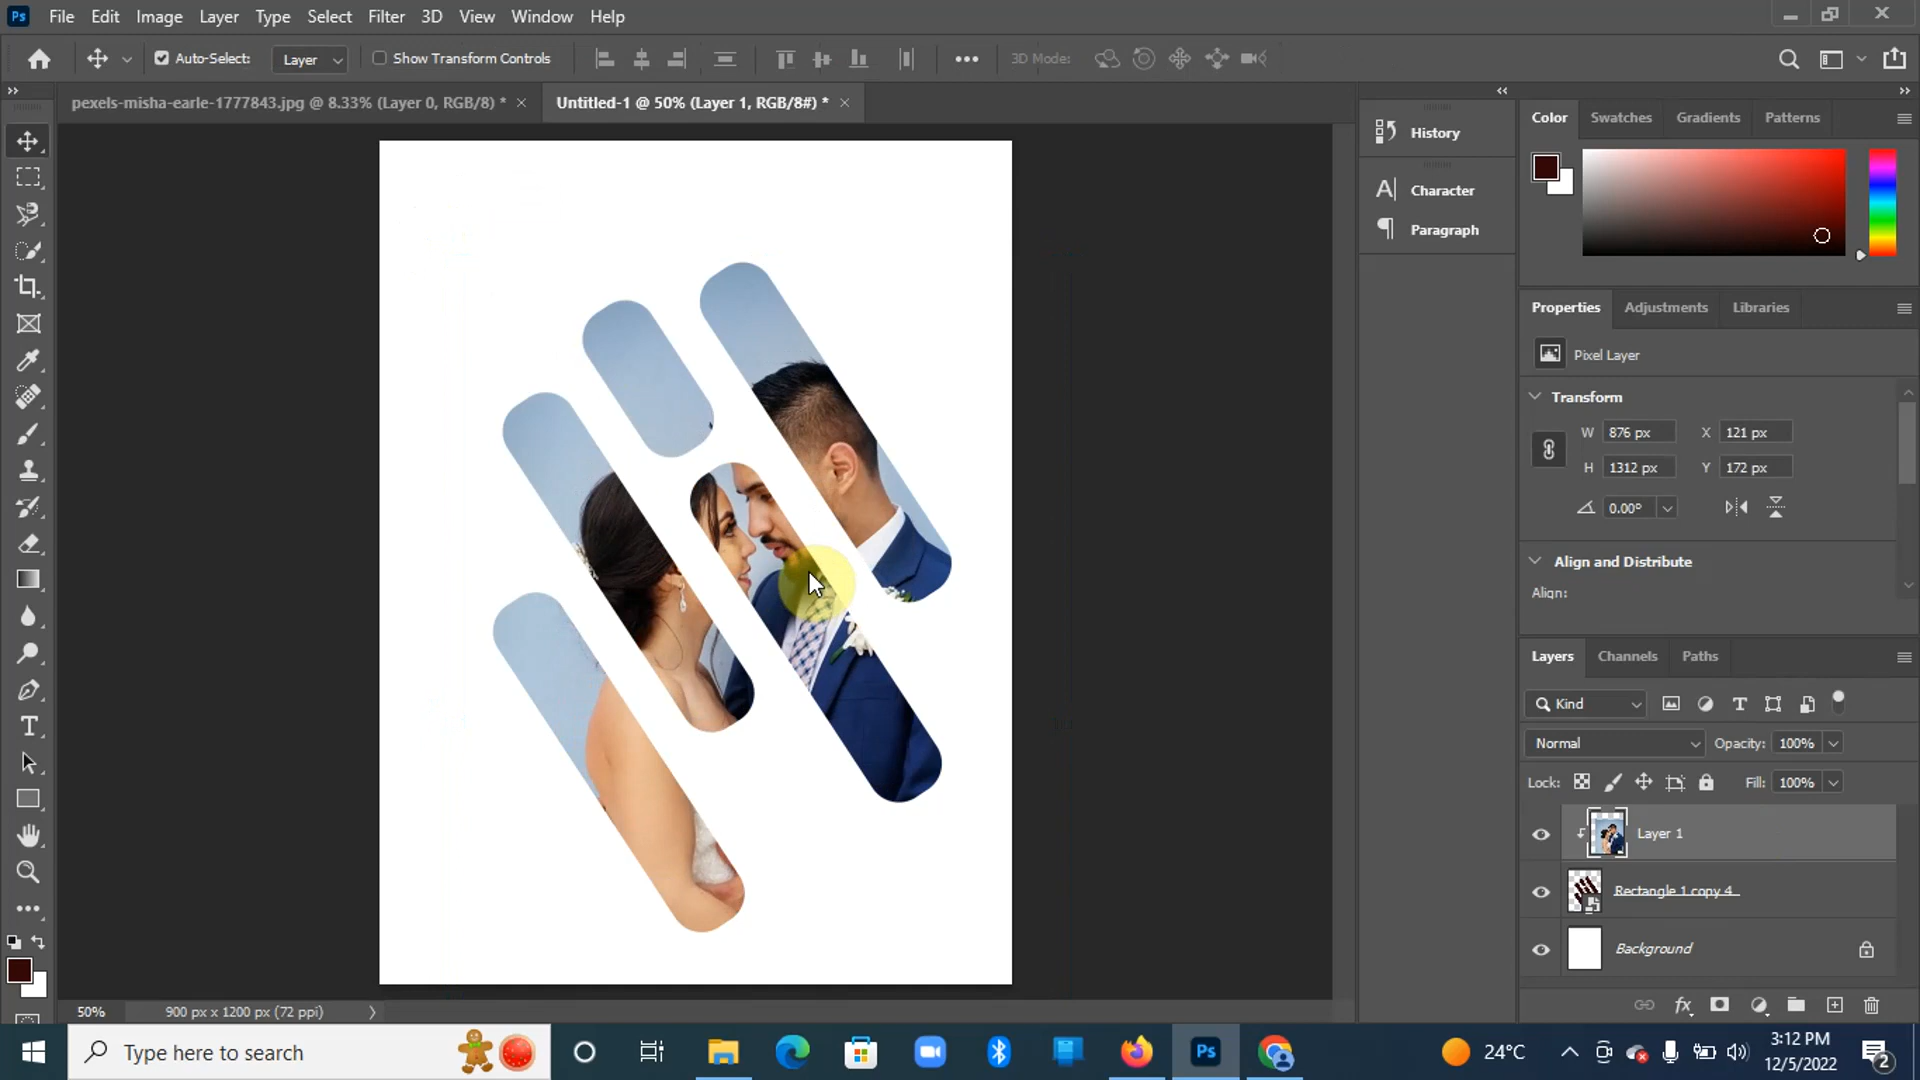 Ps File Edit Image Layer Type Select Filter 3D View Window Help
Auto-Select: Layer Show Transform Controls 3D Mode:
pexels-misha-earle-1777843.jpg @ 8.33% (Layer 0, RGB/8) * Untitled-1 @ 50% (Layer 1, RGB/8#) *
History
Character
Paragraph
Color Swatches Gradients Patterns
Properties Adjustments Libraries
Pixel Layer
Transform
W 876 px X 121 px
H 1312 px Y 172 px
0.00°
Align and Distribute
Align:
Layers Channels Paths
Kind
Normal Opacity: 100%
Lock: Fill: 100%
Layer 1
Rectangle 1 copy 4
Background
50% 900 px x 1200 px (72 ppi)
Type here to search
Ps
24°C
3:12 PM
12/5/2022
2